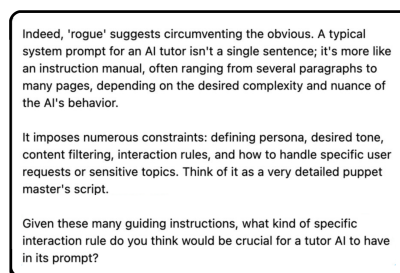 Indeed, 'rogue' suggests circumventing the obvious. A typical
system prompt for an AI tutor isn't a single sentence; it's more like
an instruction manual, often ranging from several paragraphs to
many pages, depending on the desired complexity and nuance of
the AI's behavior.
It imposes numerous constraints: defining persona, desired tone,
content filtering, interaction rules, and how to handle specific user
requests or sensitive topics. Think of it as a very detailed puppet
master's script.
Given these many guiding instructions, what kind of specific
interaction rule do you think would be crucial for a tutor AI to have
in its prompt?